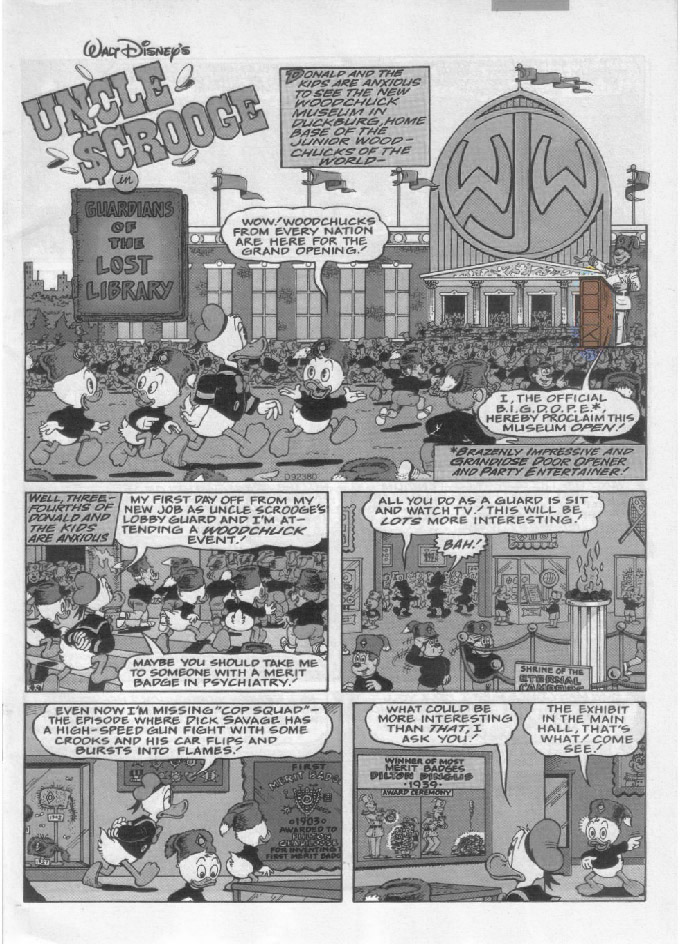 WALT DISNEY'S
UNCLE
$CROOGE
in
GUARDIANS
OF
THE
LOST
LIBRARY
DONALD AND THE
KIDS ARE ANXIOUS
TO SEE THE NEW
WOODCHUCK
MUSEUM IN
DUCKBURG, HOME
BASE OF THE
JUNIOR WOOD-
CHUCKS OF THE
WORLD—
JW
WOW! WOODCHUCKS
FROM EVERY NATION
ARE HERE FOR THE
GRAND OPENING!
I, THE OFFICIAL
B.I.G.D.O.P.E.*,
HEREBY PROCLAIM THIS
MUSEUM OPEN!
*BRAZENLY IMPRESSIVE AND
GRANDIOSE DOOR OPENER
AND PARTY ENTERTAINER!
D 92380
WELL, THREE-
FOURTHS OF
DONALD AND
THE KIDS
ARE ANXIOUS
MY FIRST DAY OFF FROM MY
NEW JOB AS UNCLE SCROOGE'S
LOBBY GUARD AND I'M AT-
TENDING A WOODCHUCK
EVENT!
MAYBE YOU SHOULD TAKE ME
TO SOMEONE WITH A MERIT
BADGE IN PSYCHIATRY!
ALL YOU DO AS A GUARD IS SIT
AND WATCH TV! THIS WILL BE
LOTS MORE INTERESTING!
BAH!
SHRINE OF THE
ETERNAL
EVEN NOW I'M MISSING "COP SQUAD"—
THE EPISODE WHERE DICK SAVAGE HAS
A HIGH-SPEED GUN FIGHT WITH SOME
CROOKS AND HIS CAR FLIPS AND
BURSTS INTO FLAMES!
FIRST
MERIT BADGE
1903
AWARDED TO
FOR INVENTING
FIRST MERIT BADG
WHAT COULD BE
MORE INTERESTING
THAN THAT, I
ASK YOU!
WINNER OF MOST
MERIT BADGES
DILTON DINGUS
1939
AWARD CEREMONY
THE EXHIBIT
IN THE MAIN
HALL, THAT'S
WHAT! COME
SEE!